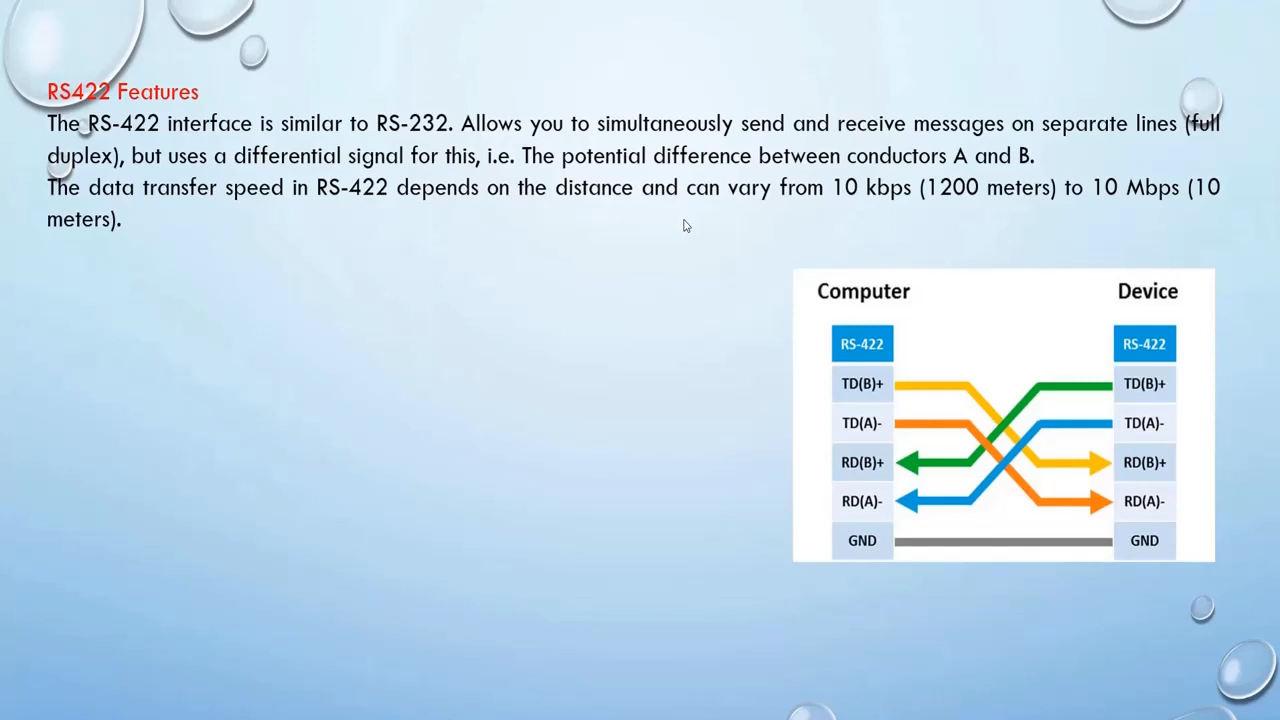 RS422 Features
The RS-422 interface is similar to RS-232. Allows you to simultaneously send and receive messages on separate lines (full
duplex), but uses a differential signal for this, i.e. The potential difference between conductors A and B.
The data transfer speed in RS-422 depends on the distance and can vary from 10 kbps (1200 meters) to 10 Mbps (10
meters).
Computer Device
RS-422 RS-422
TD(B)+ TD(B)+
TD(A)- TD(A)-
RD(B)+ RD(B)+
RD(A)- RD(A)-
GND GND